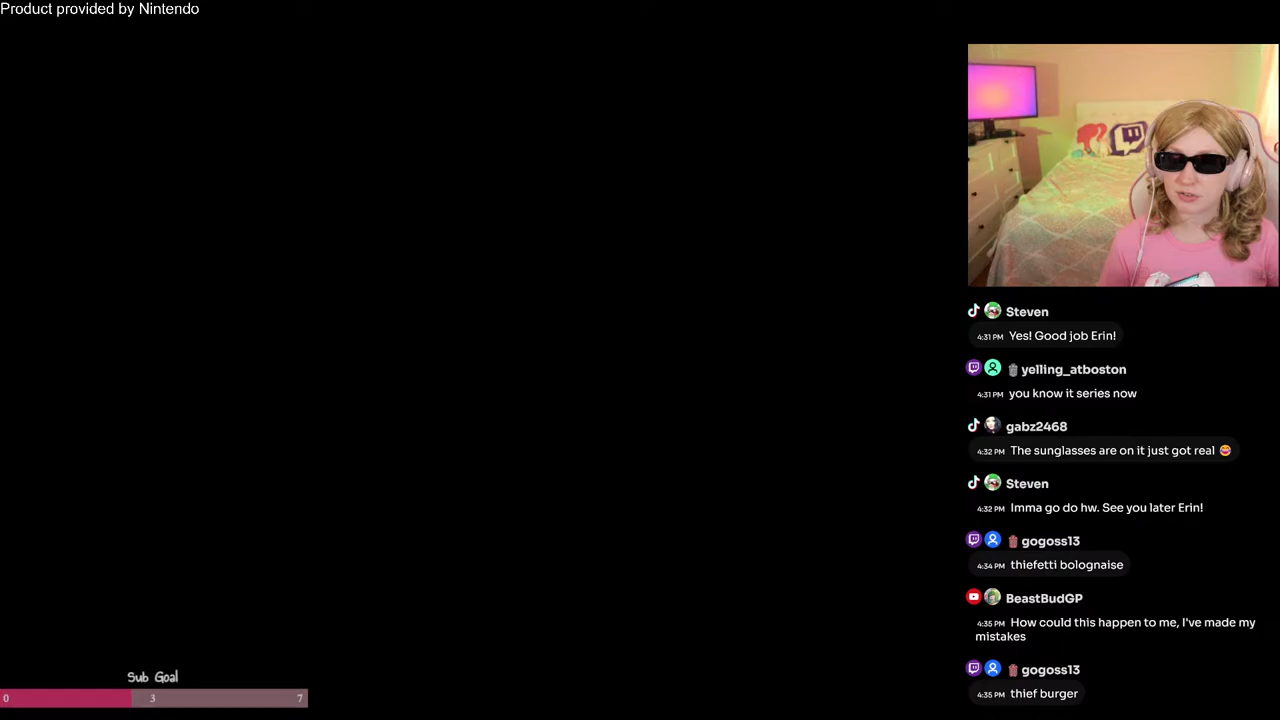 Product provided by Nintendo
Steven
4:31 PM Yes! Good job Erin!
yelling_atboston
4:31 PM you know it series now
gabz2468
4:32 PM The sunglasses are on it just got real 😂
Steven
4:32 PM Imma go do hw. See you later Erin!
gogoss13
4:34 PM thiefetti bolognaise
BeastBudGP
4:35 PM How could this happen to me, I've made my
mistakes
gogoss13
4:35 PM thief burger
Sub Goal
0 3 7